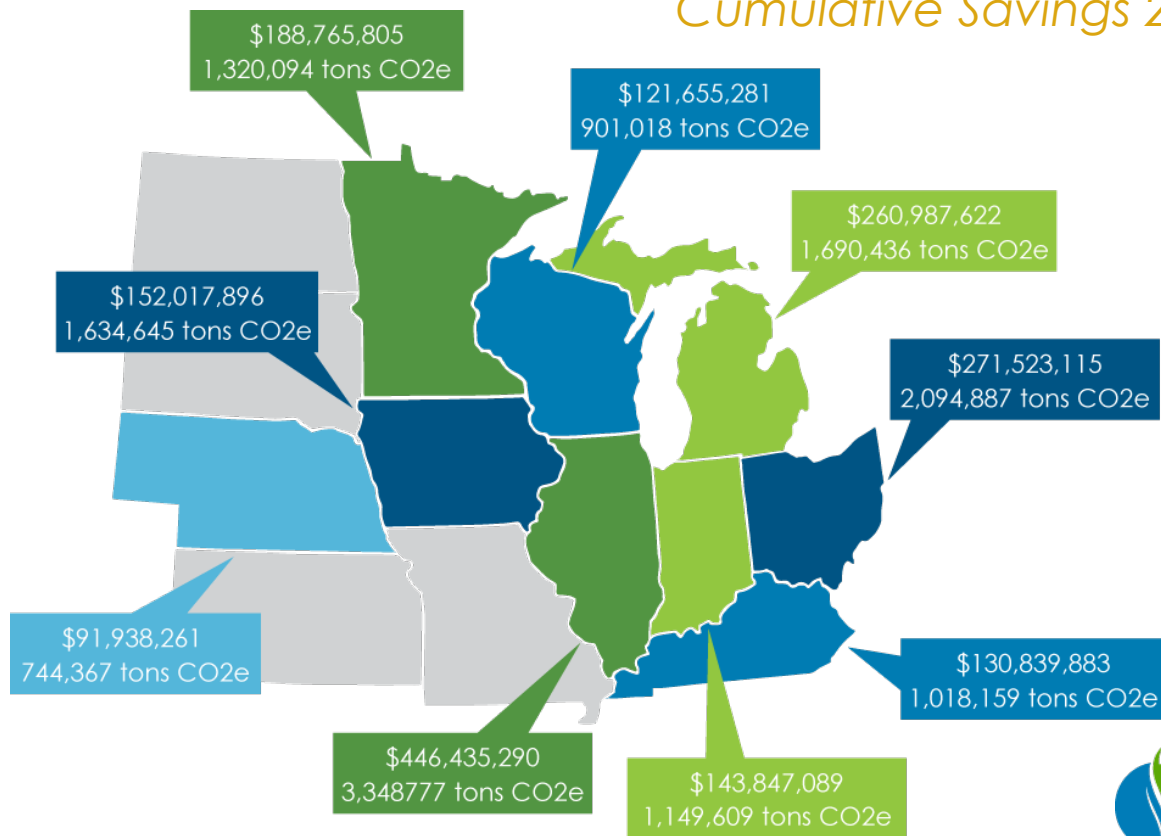 Cumulative Savings 2
$188,765,805
1,320,094 tons CO2e
$121,655,281
901,018 tons CO2e
$260,987,622
1,690,436 tons CO2e
$152,017,896
1,634,645 tons CO2e
$271,523,115
2,094,887 tons CO2e
$91,938,261
744,367 tons CO2e
$130,839,883
1,018,159 tons CO2e
$446,435,290
3,348777 tons CO2e
$143,847,089
1,149,609 tons CO2e